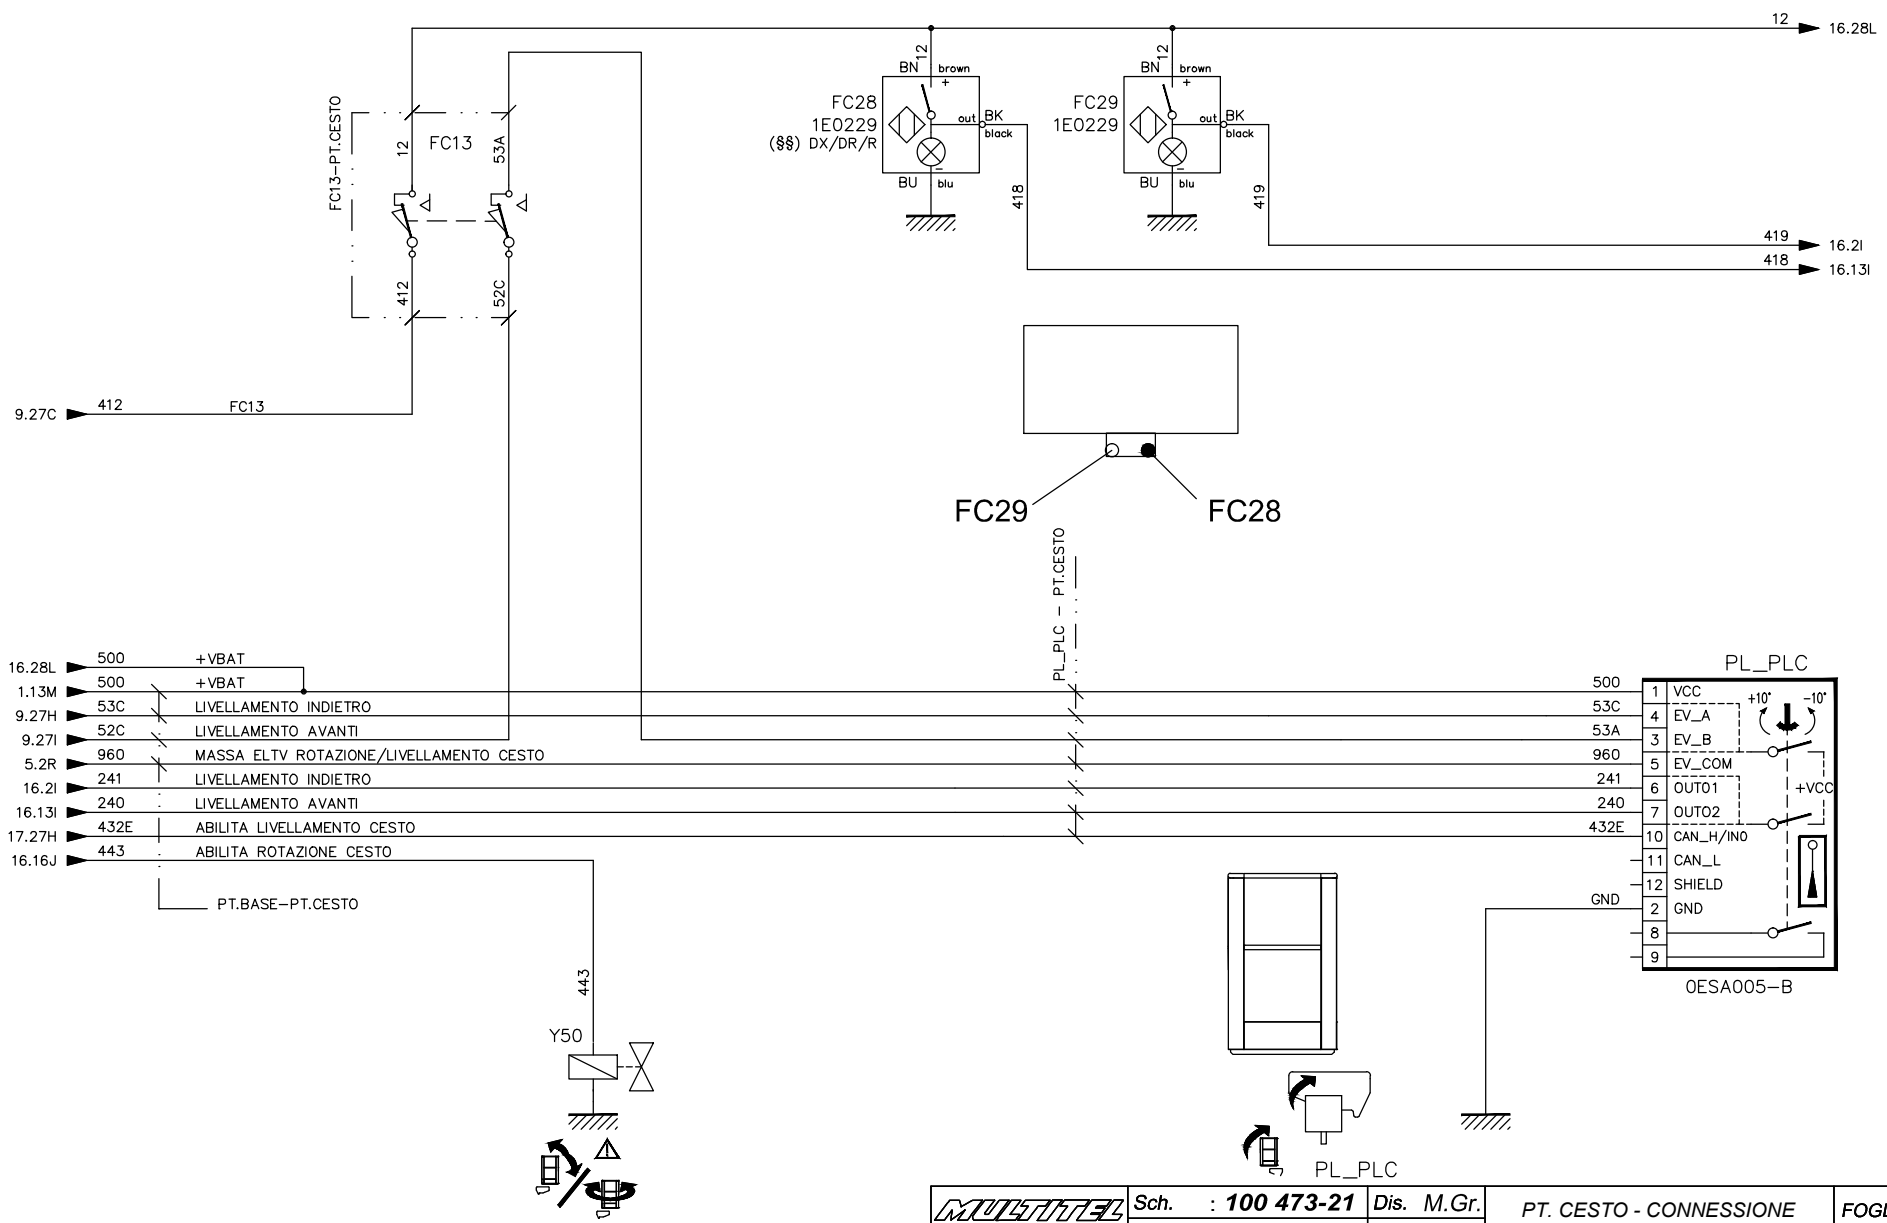 12
16.28L
FC13-PT.CESTO
12
FC13
53A
412
52C
12
BN
brown
+
FC28
1E0229
(§§) DX/DR/R
out
BK
black
-
BU
blu
418
12
BN
brown
+
FC29
1E0229
out
BK
black
-
BU
blu
419
419
16.2I
418
16.13I
9.27C
412
FC13
FC29
FC28
PL_PLC - PT.CESTO
16.28L
500
+VBAT
1.13M
500
+VBAT
500
9.27H
53C
LIVELLAMENTO INDIETRO
53C
9.27I
52C
LIVELLAMENTO AVANTI
53A
5.2R
960
MASSA ELTV ROTAZIONE/LIVELLAMENTO CESTO
960
16.2I
241
LIVELLAMENTO INDIETRO
241
16.13I
240
LIVELLAMENTO AVANTI
240
17.27H
432E
ABILITA LIVELLAMENTO CESTO
432E
16.16J
443
ABILITA ROTAZIONE CESTO
PT.BASE-PT.CESTO
443
Y50
PL_PLC
1 VCC
+10°
-10°
4 EV_A
3 EV_B
5 EV_COM
6 OUT01
+VCC
7 OUT02
10 CAN_H/IN0
11 CAN_L
12 SHIELD
GND
2 GND
8
9
0ESA005-B
PL_PLC
MULTITEL
Sch. : 100 473-21
Dis. M.Gr.
PT. CESTO - CONNESSIONE